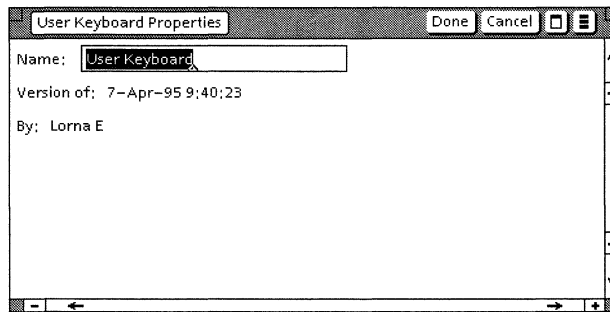 User Keyboard Properties Done Cancel
Name: User Keyboard
Version of: 7-Apr-95 9:40:23
By: Lorna E